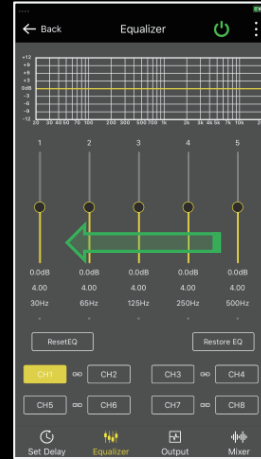 ← Back Equalizer
+12
+9
+6
+3
0dB
-3
-6
-9
-12
20 30 40 50 70 100 200 300 500 700 1k 2k 3k 4k 5k 7k 10k
1 2 3 4 5
0.0dB 0.0dB 0.0dB 0.0dB 0.0dB
4.00 4.00 4.00 4.00 4.00
30Hz 65Hz 125Hz 250Hz 500Hz
- - - - -
ResetEQ Restore EQ
CH1 CH2 CH3 CH4
CH5 CH6 CH7 CH8
Set Delay Equalizer Output Mixer